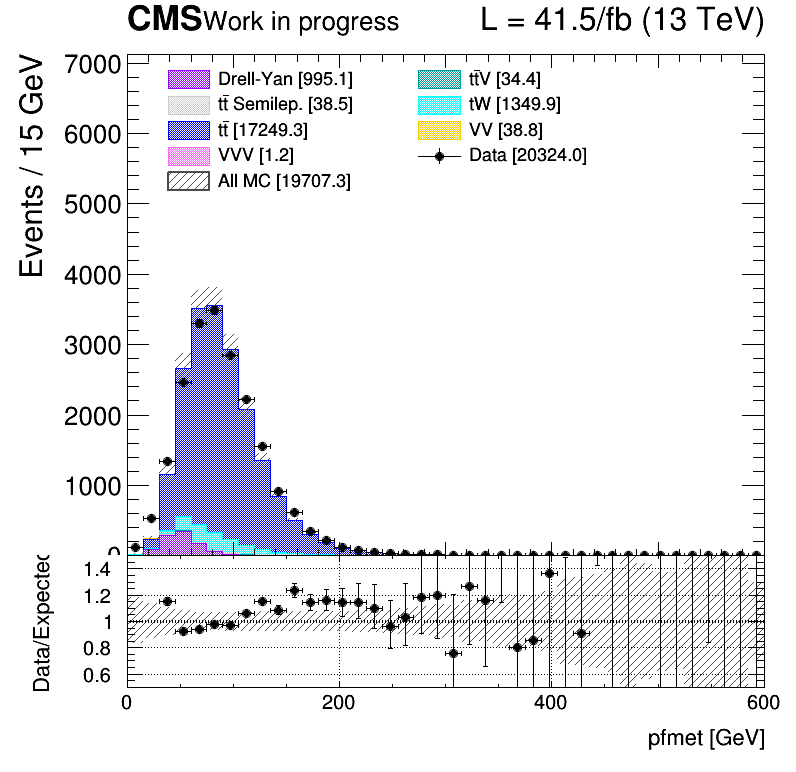 CMS Work in progress L = 41.5/fb (13 TeV)
Events / 15 GeV
7000
6000
5000
4000
3000
2000
1000
0
Drell-Yan [995.1]
tt̄ Semilep. [38.5]
tt̄ [17249.3]
VVV [1.2]
All MC [19707.3]
tt̄V [34.4]
tW [1349.9]
VV [38.8]
Data [20324.0]
Data/Expected
1.4
1.2
1
0.8
0.6
0 200 400 600
pfmet [GeV]